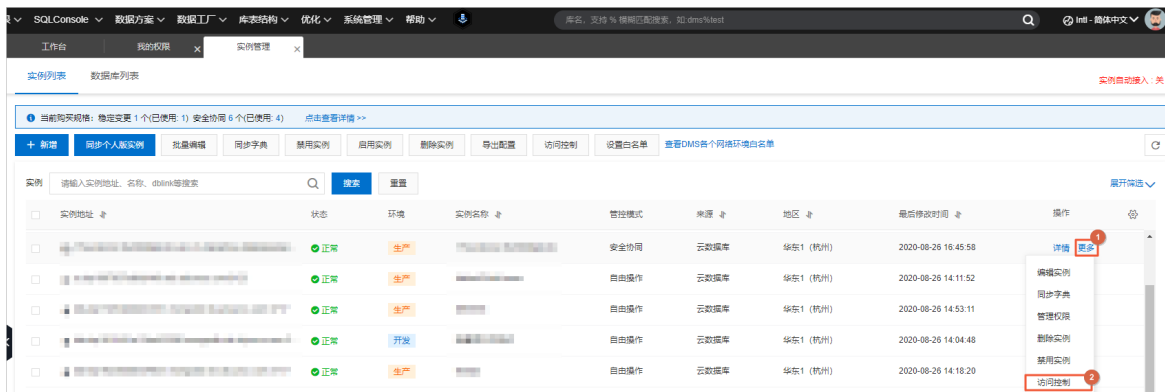 SQLConsole 数据方案 数据工厂 库表结构 优化 系统管理 帮助 库名，支持 % 模糊匹配搜索，如:dms%test Intl - 简体中文
工作台 我的权限 实例管理
实例列表 数据库列表 实例自动接入 : 关
当前购买规格：稳定变更 1 个(已使用: 1) 安全协同 6 个(已使用: 4) 点击查看详情 >>
+ 新增 同步个人版实例 批量编辑 同步字典 禁用实例 启用实例 删除实例 导出配置 访问控制 设置白名单 查看DMS各个网络环境白名单
实例 请输入实例地址、名称、dblink等搜索 搜索 重置 展开筛选
实例地址 状态 环境 实例名称 管控模式 来源 地区 最后修改时间 操作
1
正常 生产 安全协同 云数据库 华东1（杭州） 2020-08-26 16:45:58 详情 更多
正常 生产 自由操作 云数据库 华东1（杭州） 2020-08-26 14:11:52
编辑实例
同步字典
正常 生产 自由操作 云数据库 华东1（杭州） 2020-08-26 14:53:11
管理权限
正常 开发 自由操作 云数据库 华东1（杭州） 2020-08-26 14:04:48
删除实例
禁用实例
正常 生产 自由操作 云数据库 华东1（杭州） 2020-08-26 14:18:20
访问控制 2